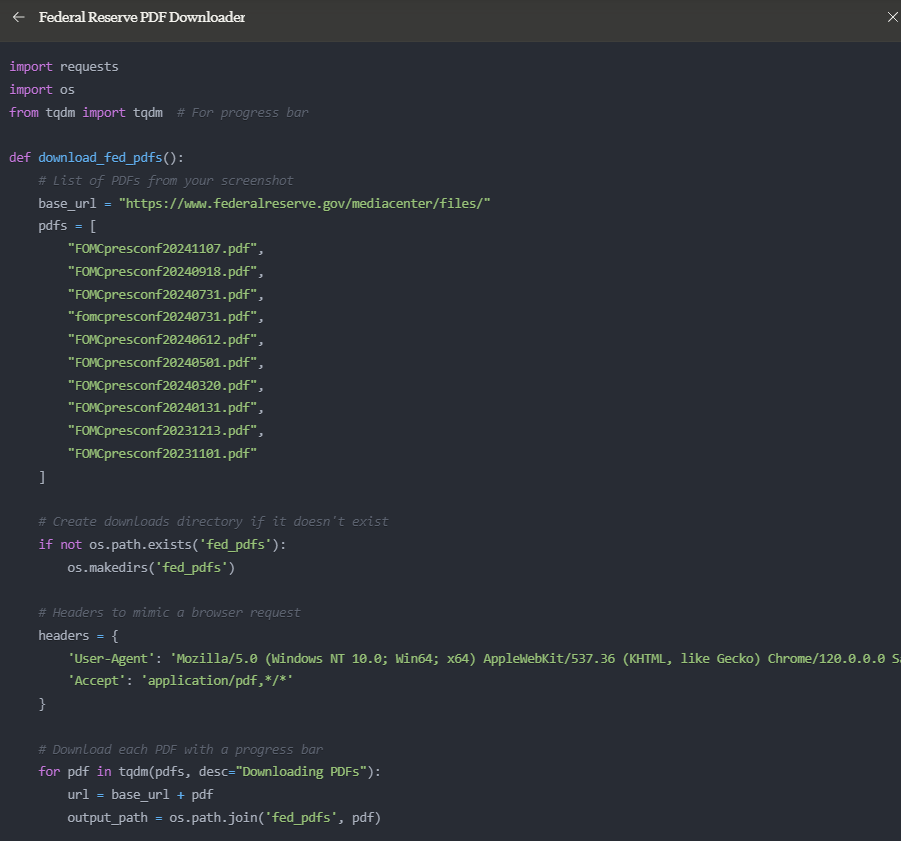 Federal Reserve PDF Downloader
import requests
import os
from tqdm import tqdm  # For progress bar
def download_fed_pdfs():
    # List of PDFs from your screenshot
    base_url = "https://www.federalreserve.gov/mediacenter/files/"
    pdfs = [
        "FOMCpresconf20241107.pdf",
        "FOMCpresconf20240918.pdf",
        "FOMCpresconf20240731.pdf",
        "fomcpresconf20240731.pdf",
        "FOMCpresconf20240612.pdf",
        "FOMCpresconf20240501.pdf",
        "FOMCpresconf20240320.pdf",
        "FOMCpresconf20240131.pdf",
        "FOMCpresconf20231213.pdf",
        "FOMCpresconf20231101.pdf"
    ]
    # Create downloads directory if it doesn't exist
    if not os.path.exists('fed_pdfs'):
        os.makedirs('fed_pdfs')
    # Headers to mimic a browser request
    headers = {
        'User-Agent': 'Mozilla/5.0 (Windows NT 10.0; Win64; x64) AppleWebKit/537.36 (KHTML, like Gecko) Chrome/120.0.0.0 S
        'Accept': 'application/pdf,*/*'
    }
    # Download each PDF with a progress bar
    for pdf in tqdm(pdfs, desc="Downloading PDFs"):
        url = base_url + pdf
        output_path = os.path.join('fed_pdfs', pdf)